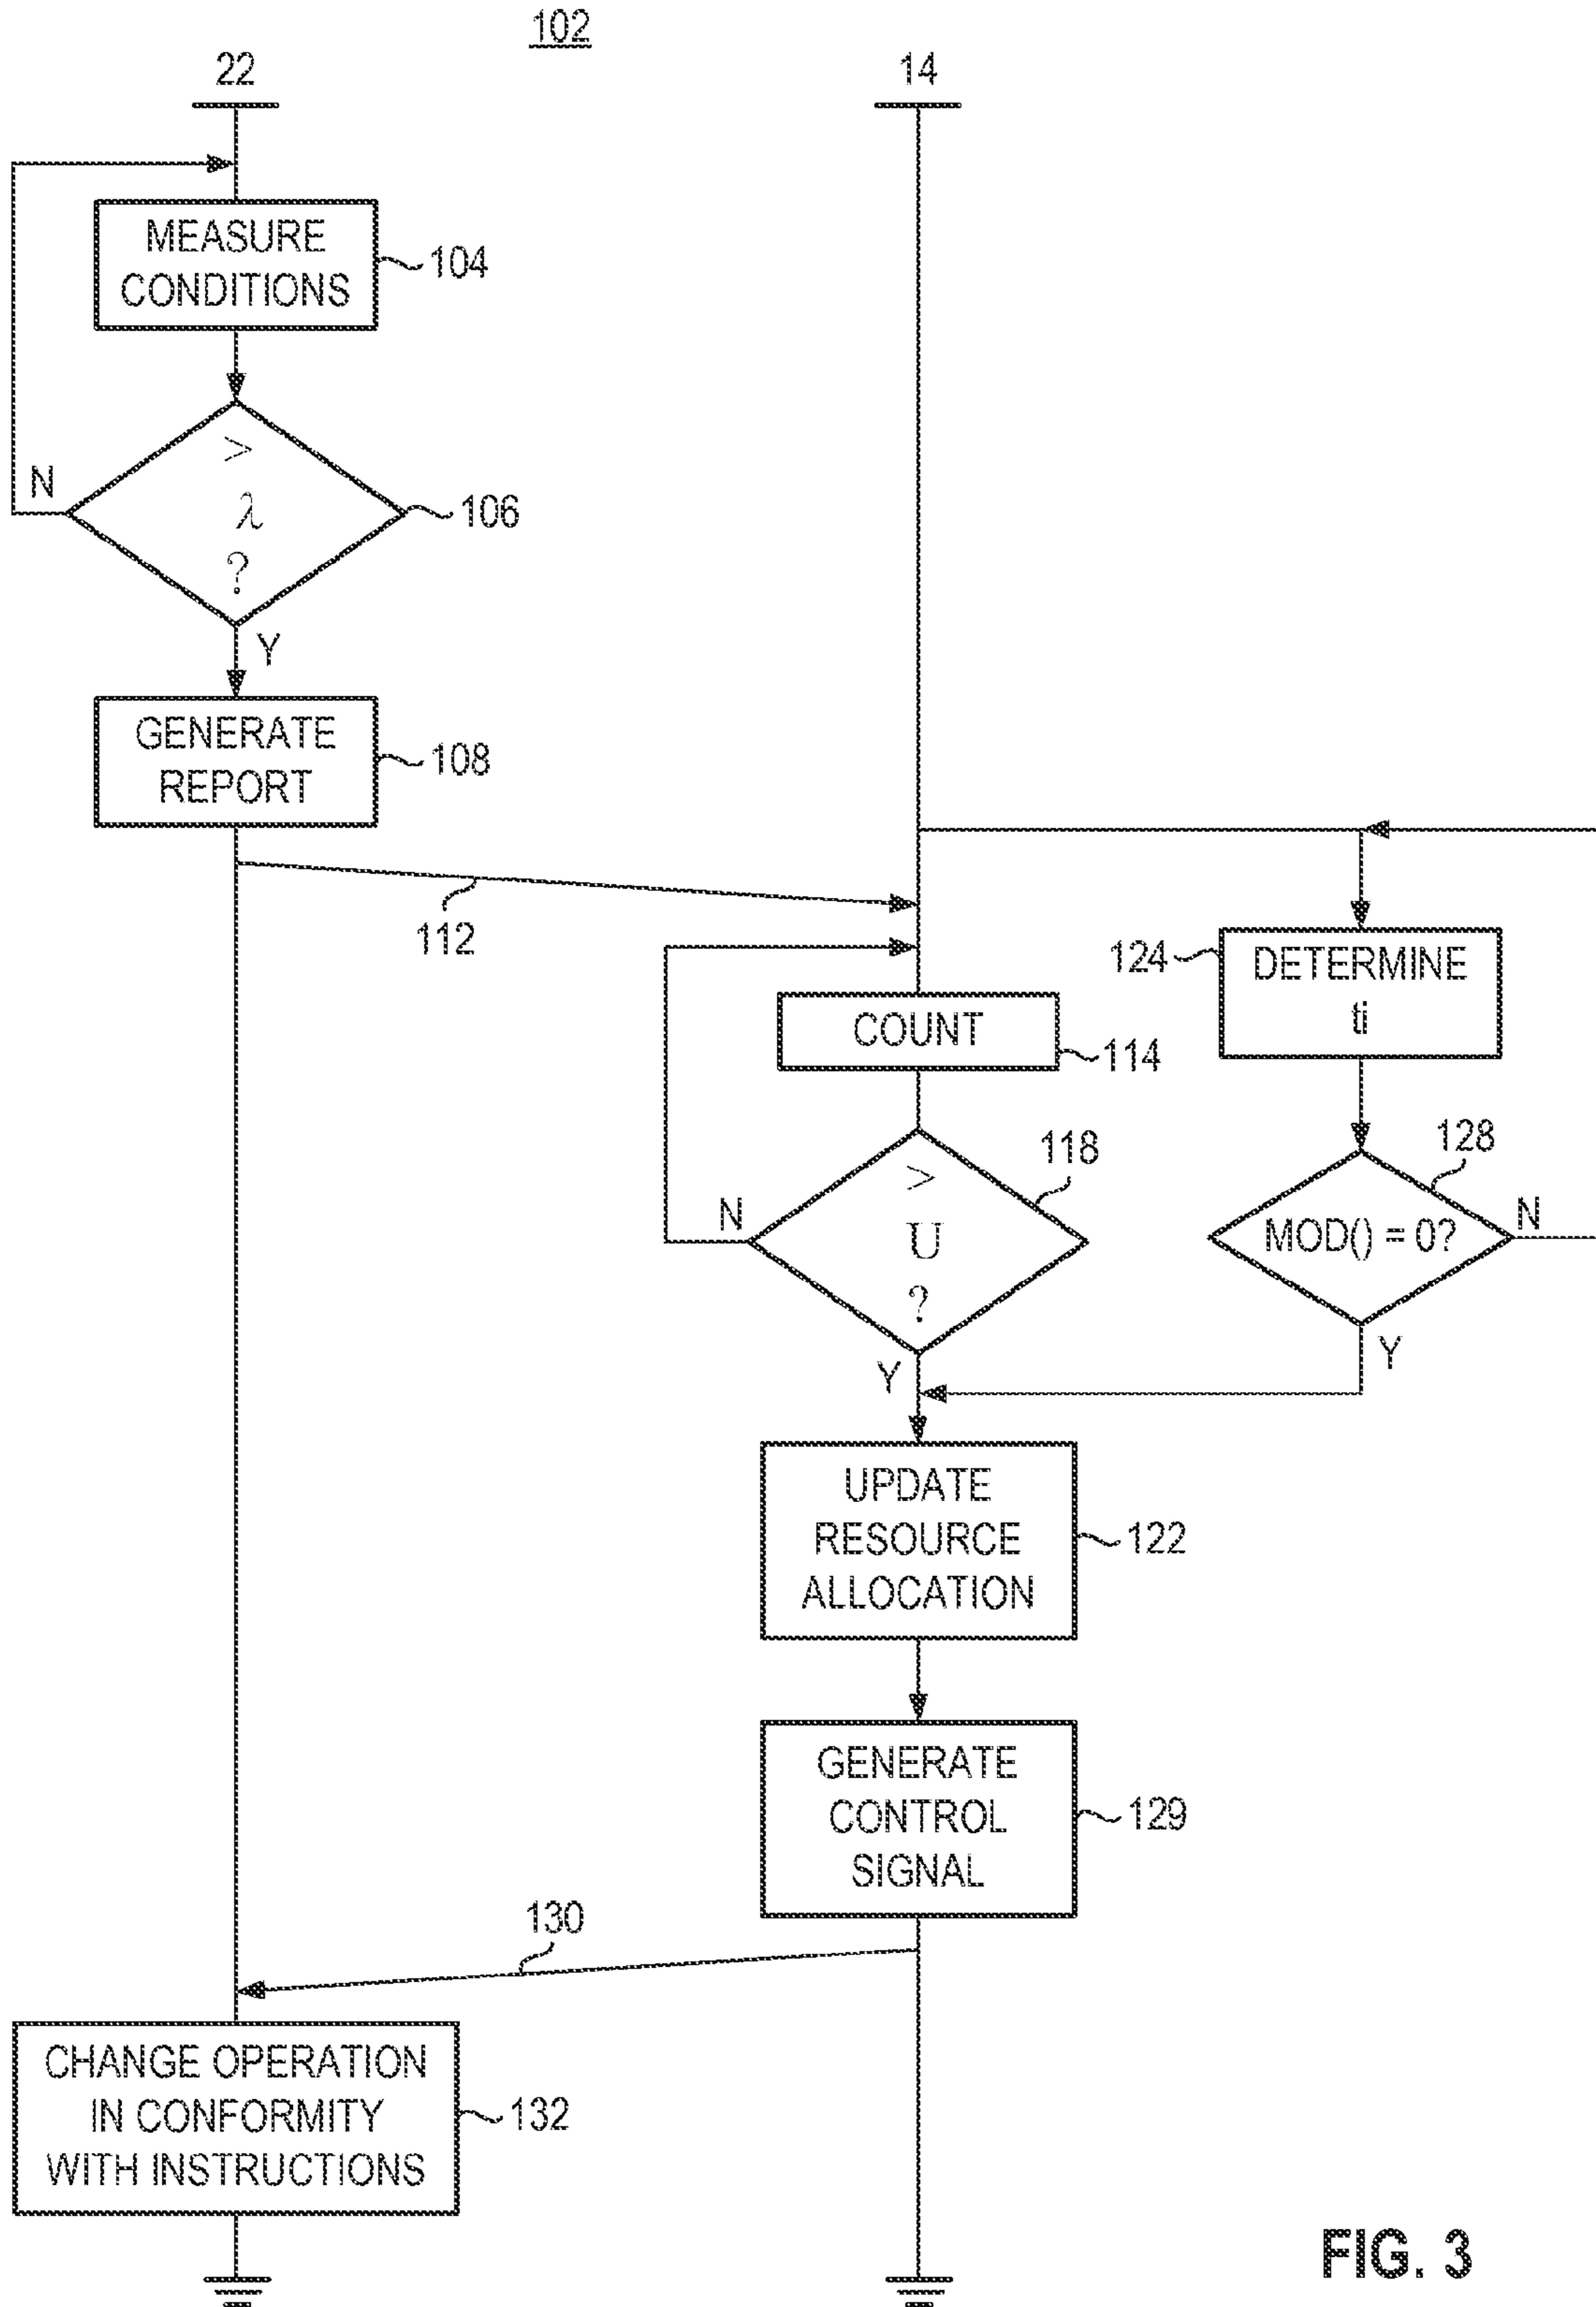 102
22
14
MEASURE
CONDITIONS
104
>
λ
?
N
106
Y
GENERATE
REPORT
108
112
124
DETERMINE
ti
COUNT
114
>
U
?
N
118
128
MOD() = 0?
N
Y
Y
UPDATE
RESOURCE
ALLOCATION
122
GENERATE
CONTROL
SIGNAL
129
130
CHANGE OPERATION
IN CONFORMITY
WITH INSTRUCTIONS
132
FIG. 3